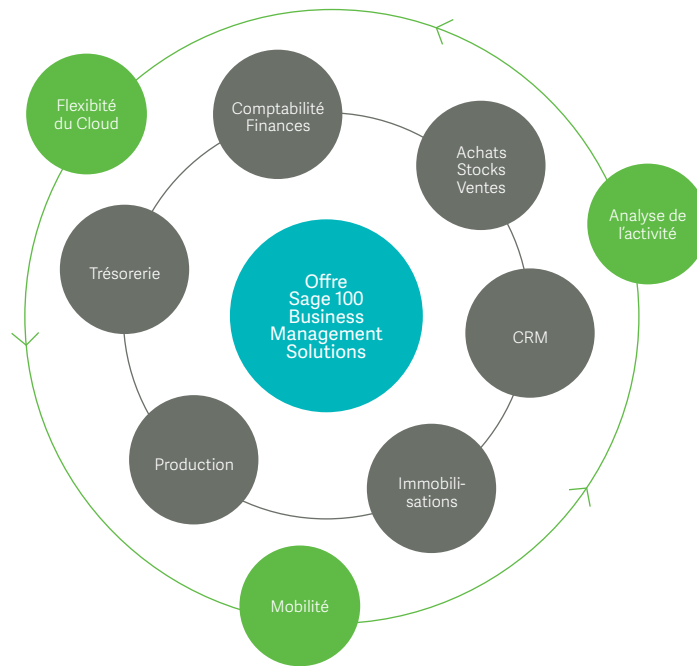 Flexibité
du Cloud
Comptabilité
Finances
Achats
Stocks
Ventes
Analyse de
l'activité
Trésorerie
Offre
Sage 100
Business
Management
Solutions
CRM
Production
Immobili-
sations
Mobilité